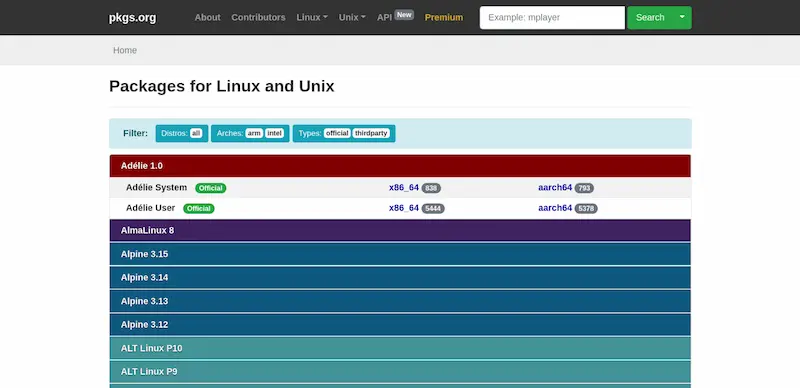 pkgs.org About Contributors Linux Unix API New Premium Example: mplayer Search
Home
Packages for Linux and Unix
Filter: Distros: all Arches: arm intel Types: official thirdparty
Adélie 1.0
Adélie System Official x86_64 838 aarch64 793
Adélie User Official x86_64 5444 aarch64 5378
AlmaLinux 8
Alpine 3.15
Alpine 3.14
Alpine 3.13
Alpine 3.12
ALT Linux P10
ALT Linux P9